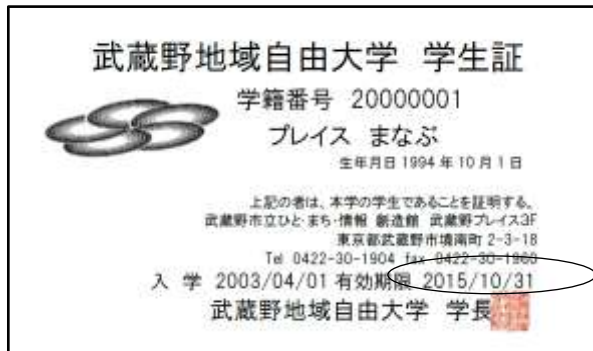 武蔵野地域自由大学　学生証
学籍番号 20000001
プレイス まなぶ
生年月日 1994 年 10 月 1 日
上記の者は、本学の学生であることを証明する。
武蔵野市立ひと・まち・情報 創造館 武蔵野プレイス3F
東京都武蔵野市境南町 2-3-18
Tel 0422-30-1904 fax 0422-30-1960
入 学 2003/04/01 有効期限 2015/10/31
武蔵野地域自由大学 学長